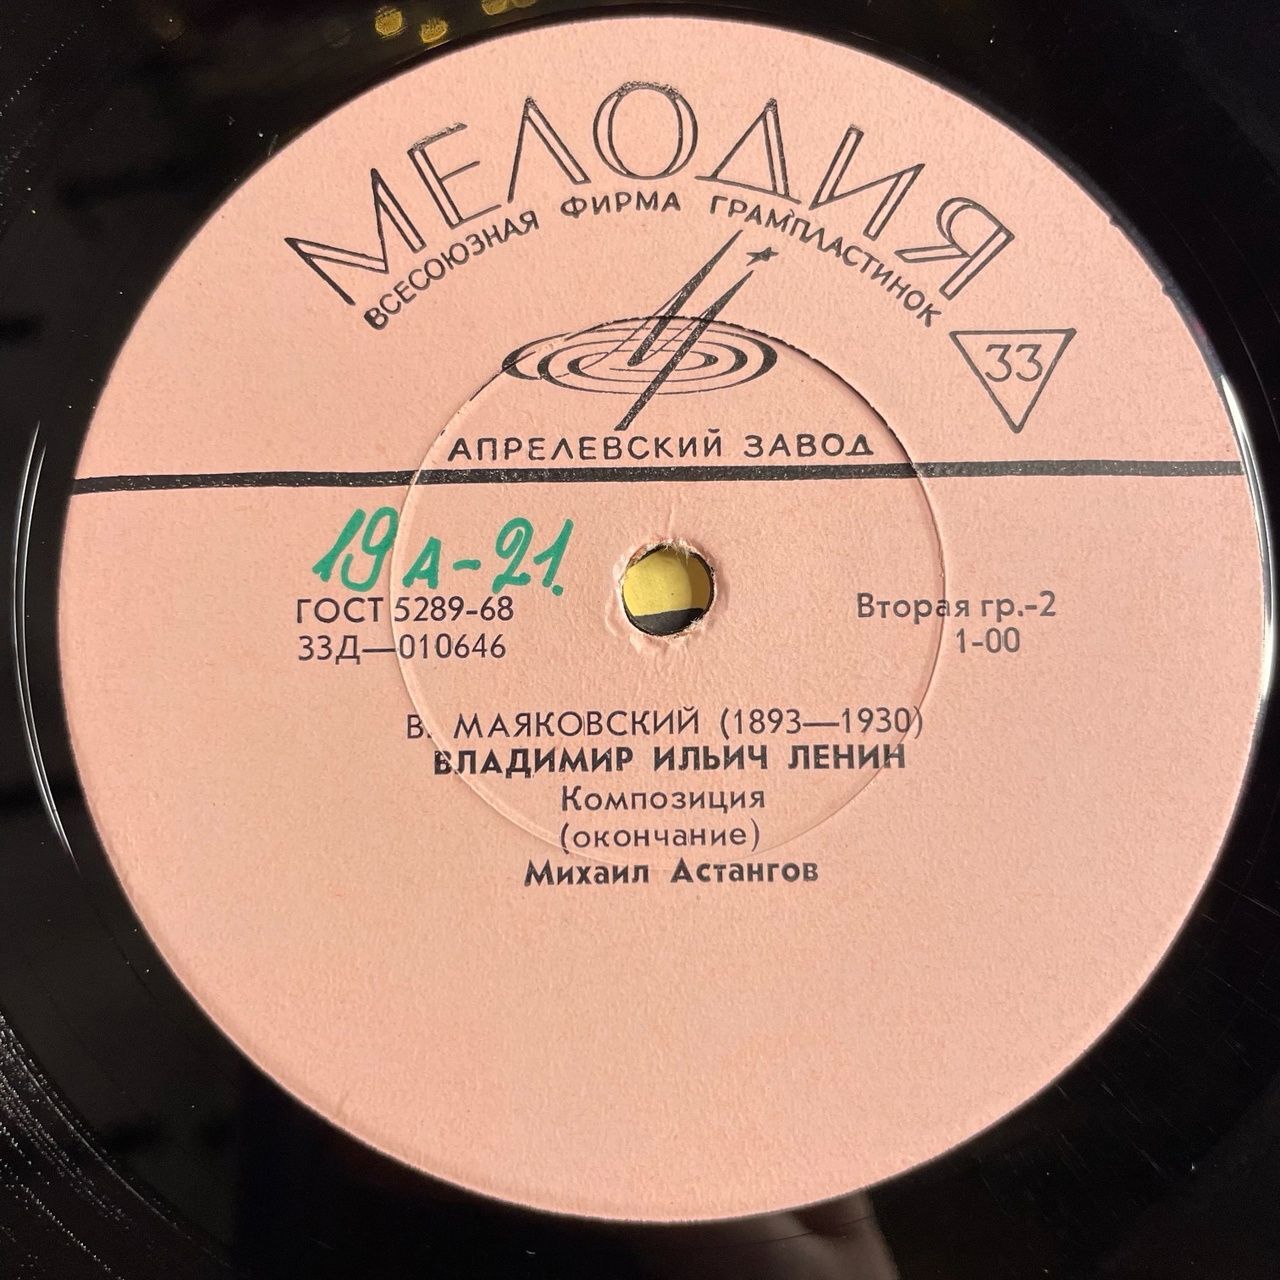 МЕЛОДИЯ
ВСЕСОЮЗНАЯ ФИРМА ГРАМПЛАСТИНОК
33
АПРЕЛЕВСКИЙ ЗАВОД
19А-21.
ГОСТ 5289-68
33Д—010646
Вторая гр.-2
1-00
В. МАЯКОВСКИЙ (1893—1930)
ВЛАДИМИР ИЛЬИЧ ЛЕНИН
Композиция
(окончание)
Михаил Астангов